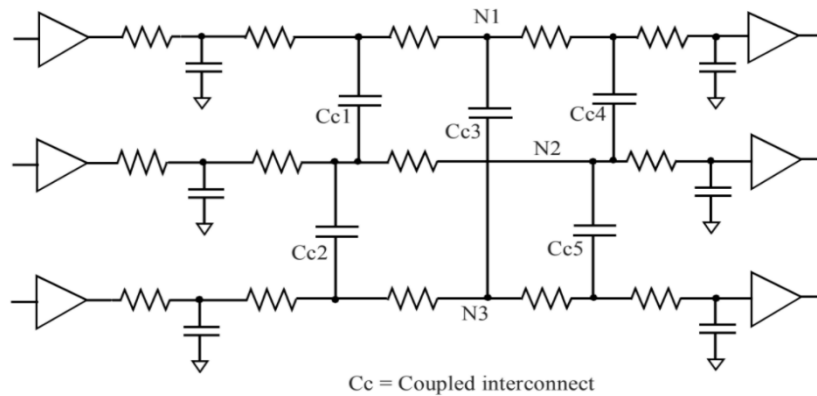 N1
Cc1
Cc3
Cc4
N2
Cc2
Cc5
N3
Cc = Coupled interconnect